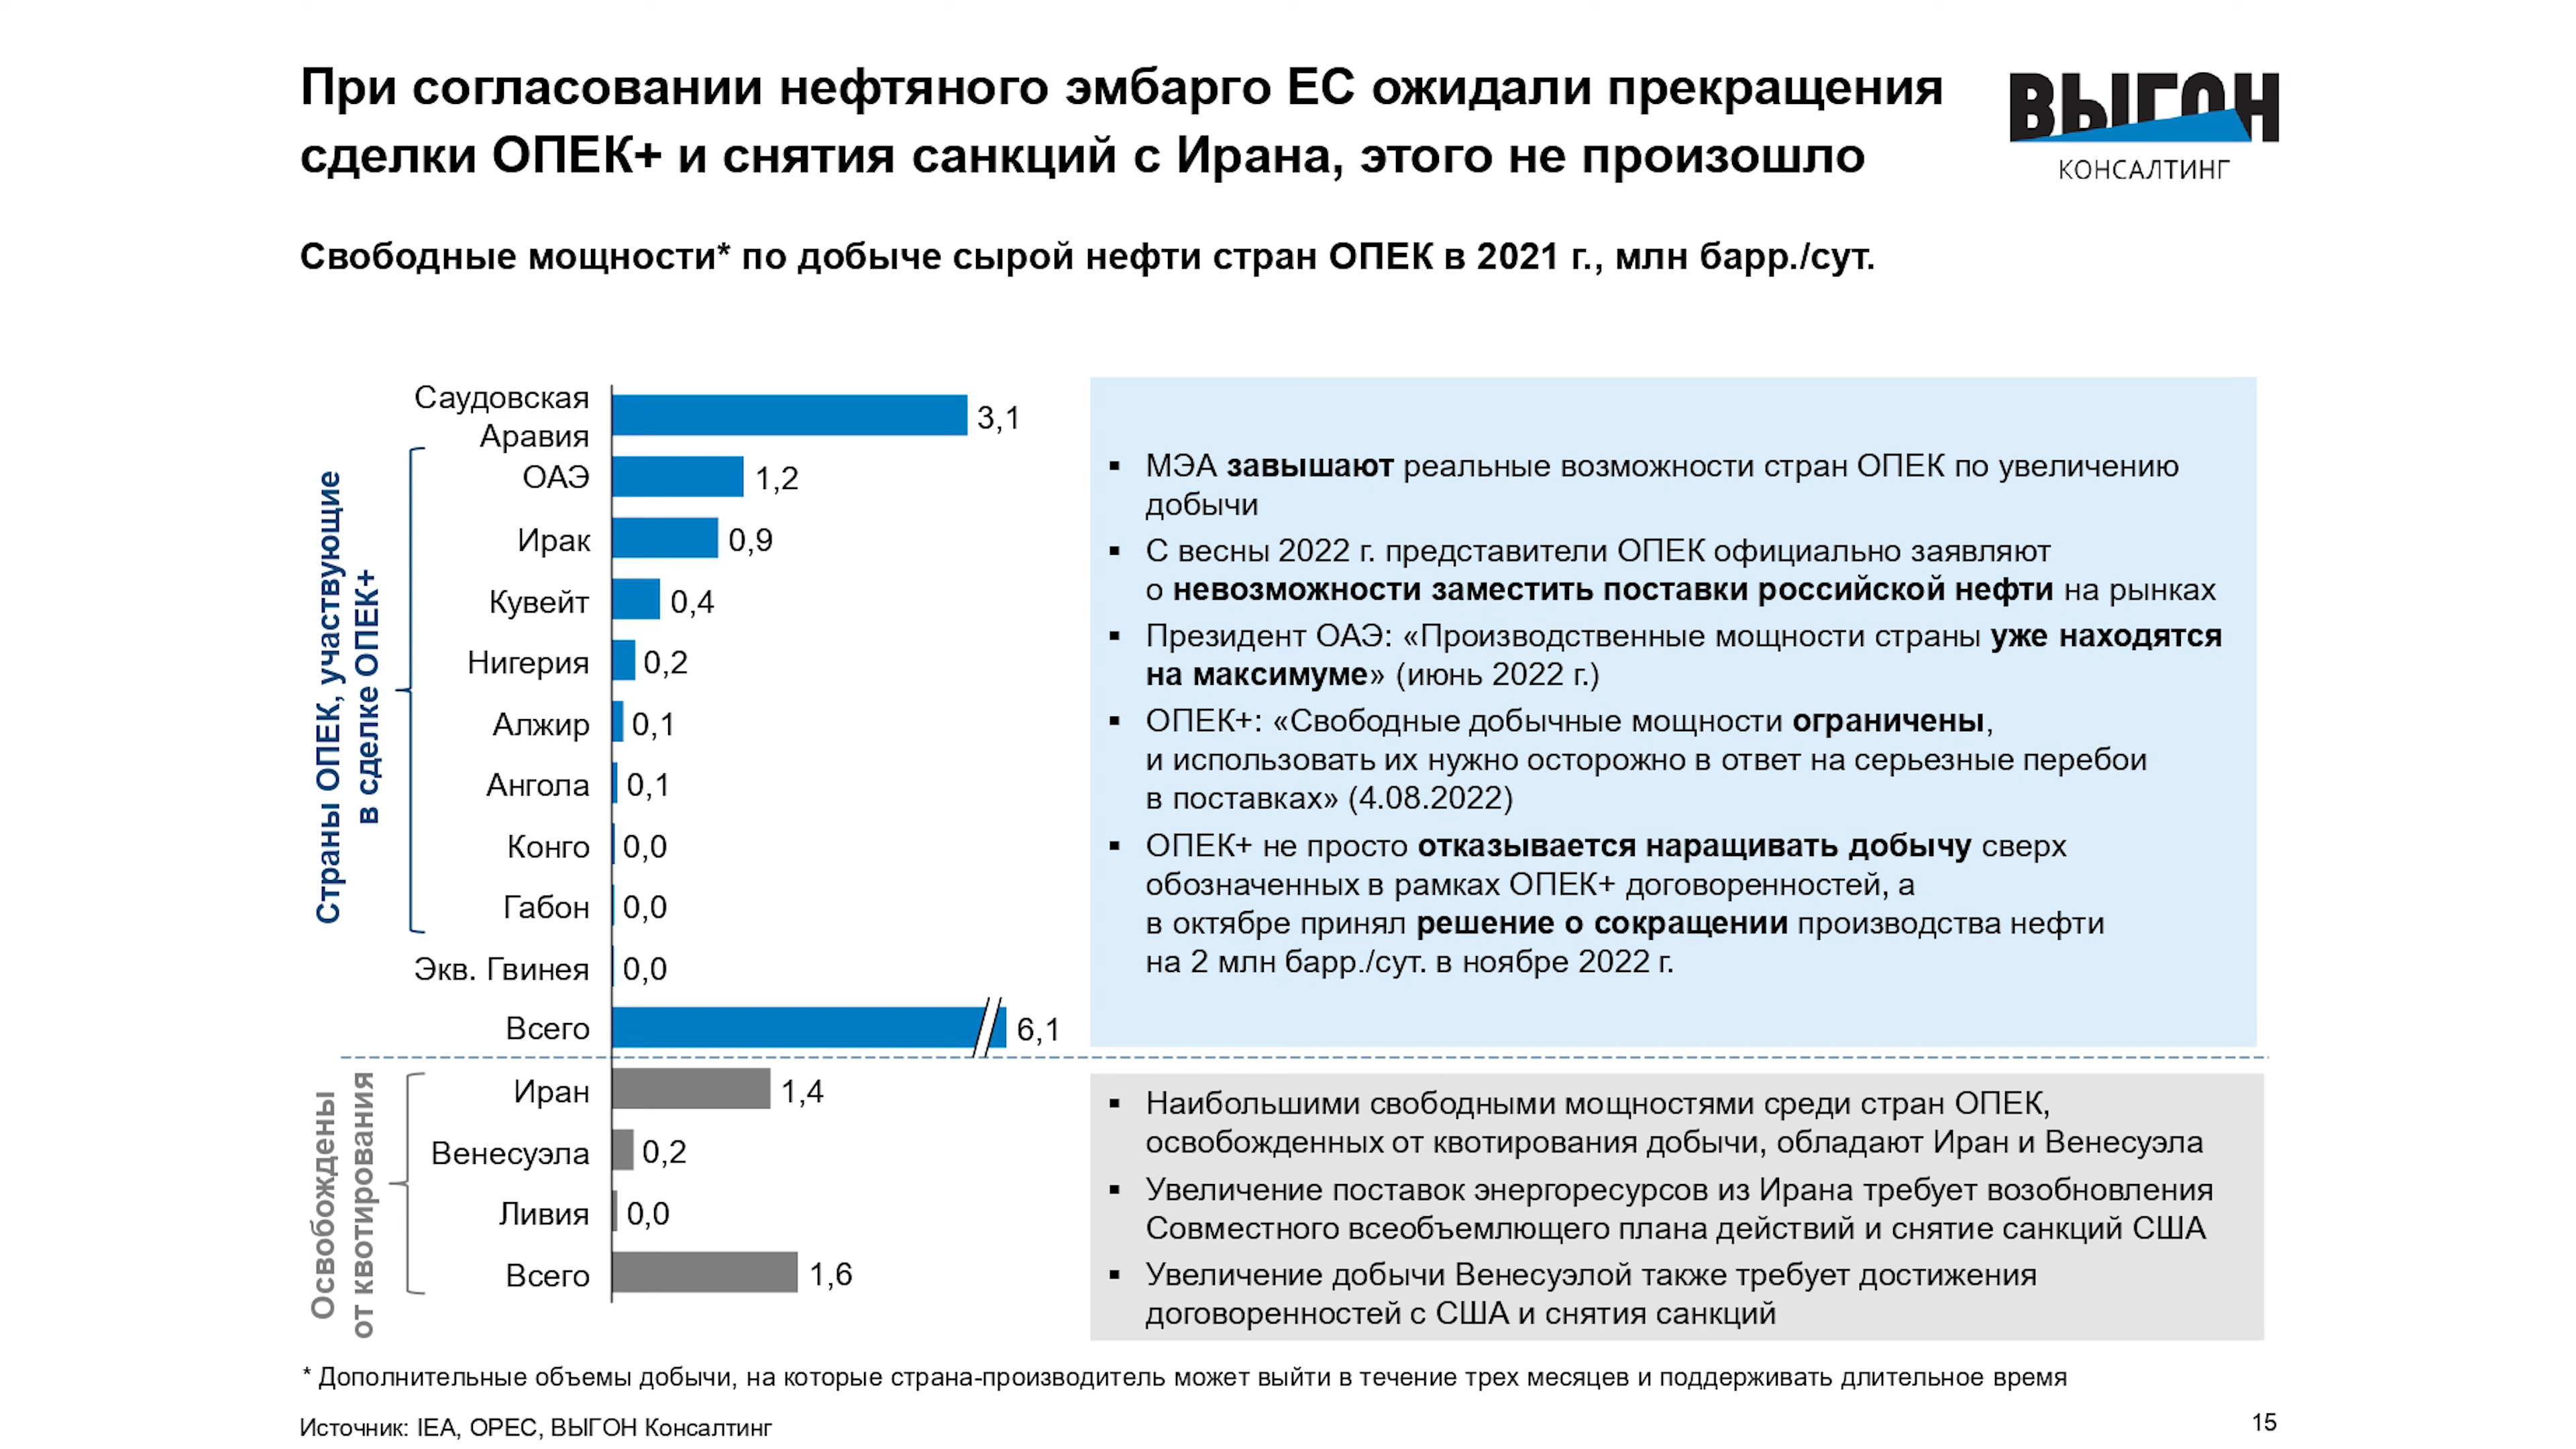 При согласовании нефтяного эмбарго ЕС ожидали прекращения
сделки ОПЕК+ и снятия санкций с Ирана, этого не произошло
ВЫГОН
КОНСАЛТИНГ
Свободные мощности* по добыче сырой нефти стран ОПЕК в 2021 г., млн барр./сут.
Страны ОПЕК, участвующие
в сделке ОПЕК+
Саудовская
Аравия
3,1
ОАЭ
1,2
Ирак
0,9
Кувейт
0,4
Нигерия
0,2
Алжир
0,1
Ангола
0,1
Конго
0,0
Габон
0,0
Экв. Гвинея
0,0
Всего
6,1
▪ МЭА завышают реальные возможности стран ОПЕК по увеличению
добычи
▪ С весны 2022 г. представители ОПЕК официально заявляют
о невозможности заместить поставки российской нефти на рынках
▪ Президент ОАЭ: «Производственные мощности страны уже находятся
на максимуме» (июнь 2022 г.)
▪ ОПЕК+: «Свободные добычные мощности ограничены,
и использовать их нужно осторожно в ответ на серьезные перебои
в поставках» (4.08.2022)
▪ ОПЕК+ не просто отказывается наращивать добычу сверх
обозначенных в рамках ОПЕК+ договоренностей, а
в октябре принял решение о сокращении производства нефти
на 2 млн барр./сут. в ноябре 2022 г.
Освобождены
от квотирования
Иран
1,4
Венесуэла
0,2
Ливия
0,0
Всего
1,6
▪ Наибольшими свободными мощностями среди стран ОПЕК,
освобожденных от квотирования добычи, обладают Иран и Венесуэла
▪ Увеличение поставок энергоресурсов из Ирана требует возобновления
Совместного всеобъемлющего плана действий и снятие санкций США
▪ Увеличение добычи Венесуэлой также требует достижения
договоренностей с США и снятия санкций
* Дополнительные объемы добычи, на которые страна-производитель может выйти в течение трех месяцев и поддерживать длительное время
Источник: IEA, OPEC, ВЫГОН Консалтинг
15